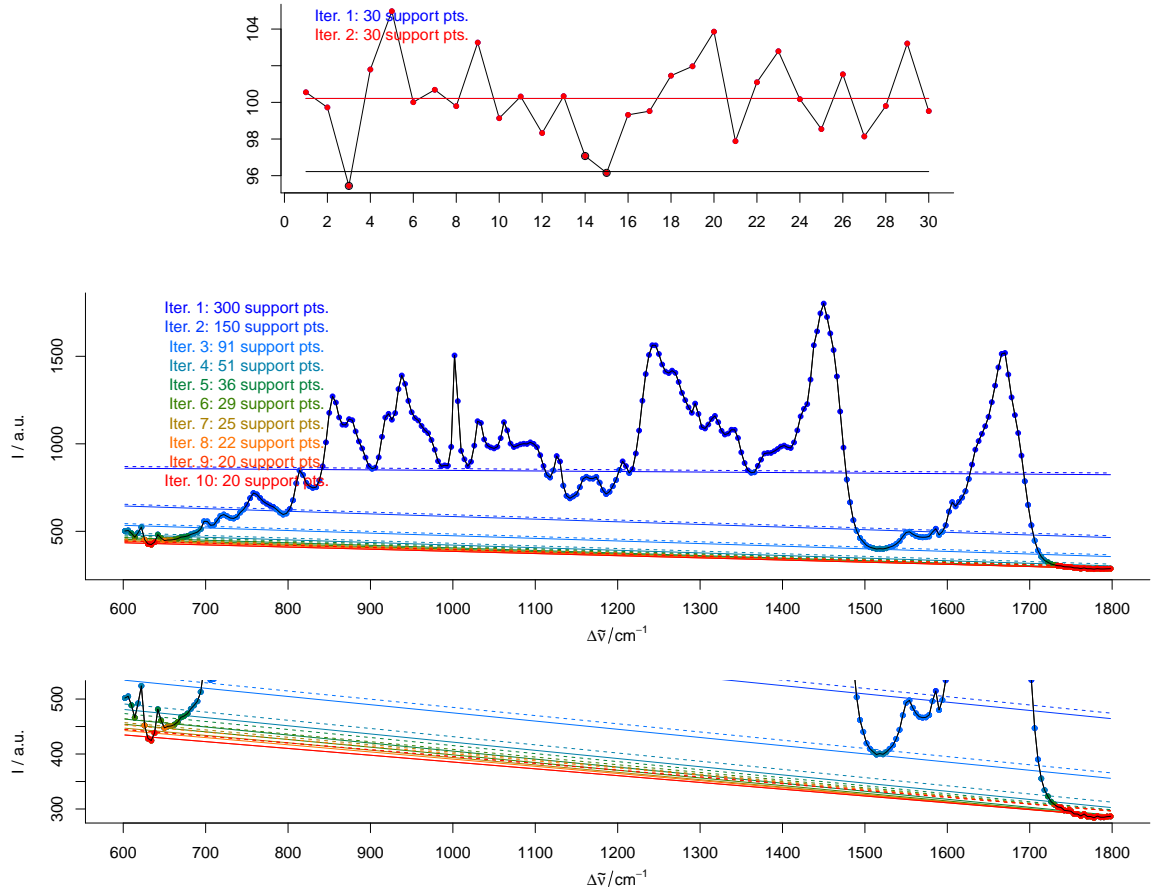 Iter. 1: 30 support pts.
Iter. 2: 30 support pts.
104
100
98
96
0 2 4 6 8 10 12 14 16 18 20 22 24 26 28 30
Iter. 1: 300 support pts.
Iter. 2: 150 support pts.
Iter. 3: 91 support pts.
Iter. 4: 51 support pts.
Iter. 5: 36 support pts.
Iter. 6: 29 support pts.
Iter. 7: 25 support pts.
Iter. 8: 22 support pts.
Iter. 9: 20 support pts.
Iter. 10: 20 support pts.
I / a.u.
1500
1000
500
600 700 800 900 1000 1100 1200 1300 1400 1500 1600 1700 1800
Δν̃/cm⁻¹
I / a.u.
500
400
300
600 700 800 900 1000 1100 1200 1300 1400 1500 1600 1700 1800
Δν̃/cm⁻¹